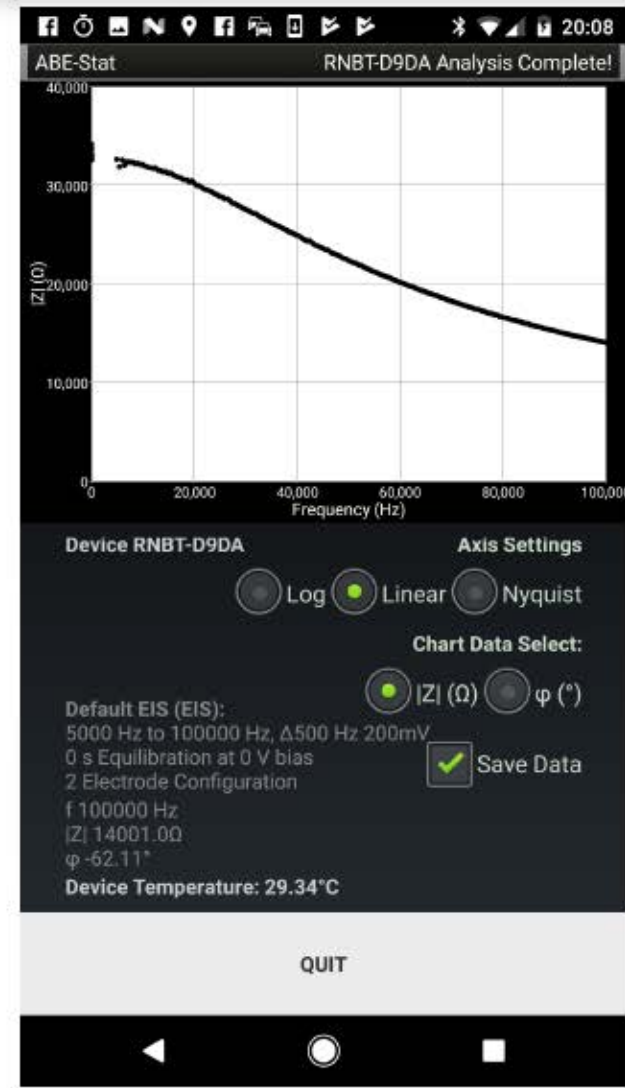 20:08
ABE-Stat RNBT-D9DA Analysis Complete!
40,000
30,000
|Z| (Ω)
20,000
10,000
0
0 20,000 40,000 60,000 80,000 100,00
Frequency (Hz)
Device RNBT-D9DA Axis Settings
Log Linear Nyquist
Chart Data Select:
|Z| (Ω) φ (°)
Default EIS (EIS):
5000 Hz to 100000 Hz, Δ500 Hz 200mV
0 s Equilibration at 0 V bias
2 Electrode Configuration
Save Data
f 100000 Hz
|Z| 14001.0Ω
φ -62.11°
Device Temperature: 29.34°C
QUIT